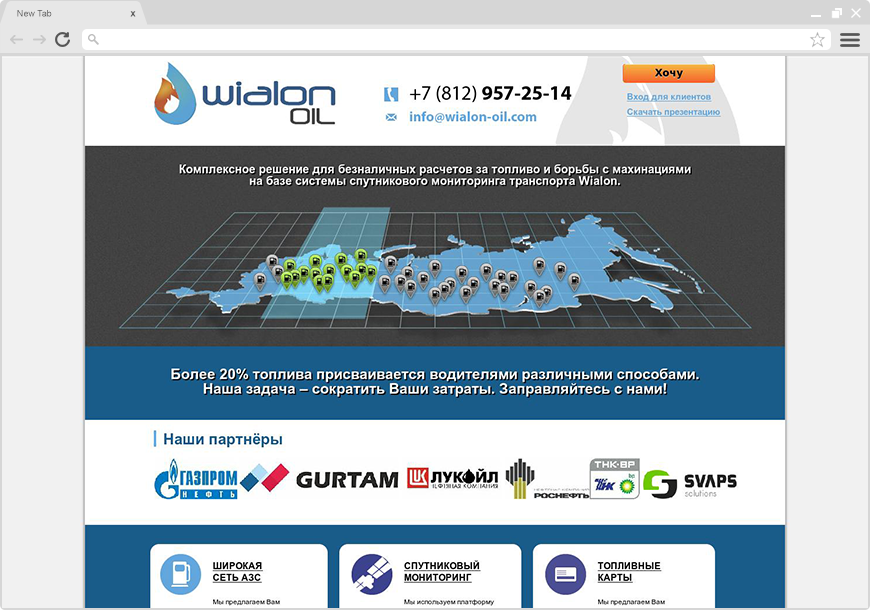 New Tab
x
wialon
OIL
+7 (812) 957-25-14
info@wialon-oil.com
Хочу
Вход для клиентов
Скачать презентацию
Комплексное решение для безналичных расчетов за топливо и борьбы с махинациями
на базе системы спутникового мониторинга транспорта Wialon.
Более 20% топлива присваивается водителями различными способами.
Наша задача – сократить Ваши затраты. Заправляйтесь с нами!
Наши партнёры
ГАЗПРОМ
НЕФТЬ
GURTAM
ЛУКОЙЛ
НЕФТЯНАЯ КОМПАНИЯ
РОСНЕФТЬ
ТНК-BP
ТНК
bp
SVAPS
solutions
ШИРОКАЯ
СЕТЬ АЗС
Мы предлагаем Вам
СПУТНИКОВЫЙ
МОНИТОРИНГ
Мы используем платформу
ТОПЛИВНЫЕ
КАРТЫ
Мы предлагаем Вам